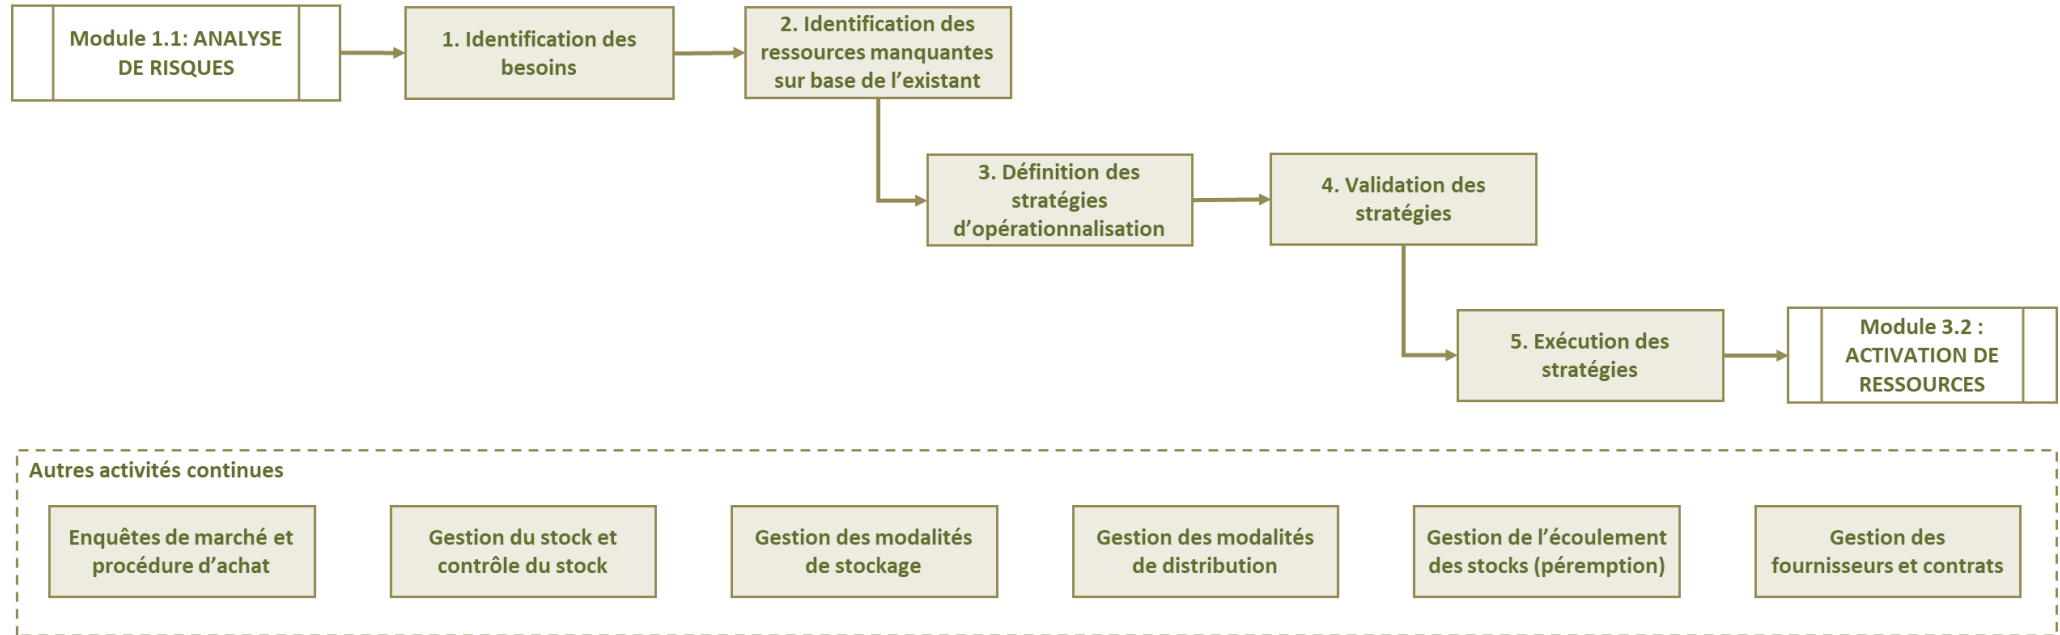 Module 1.1: ANALYSE
DE RISQUES
1. Identification des
besoins
2. Identification des
ressources manquantes
sur base de l’existant
3. Définition des
stratégies
d’opérationnalisation
4. Validation des
stratégies
5. Exécution des
stratégies
Module 3.2 :
ACTIVATION DE
RESSOURCES
Autres activités continues
Enquêtes de marché et
procédure d’achat
Gestion du stock et
contrôle du stock
Gestion des modalités
de stockage
Gestion des modalités
de distribution
Gestion de l’écoulement
des stocks (péremption)
Gestion des
fournisseurs et contrats